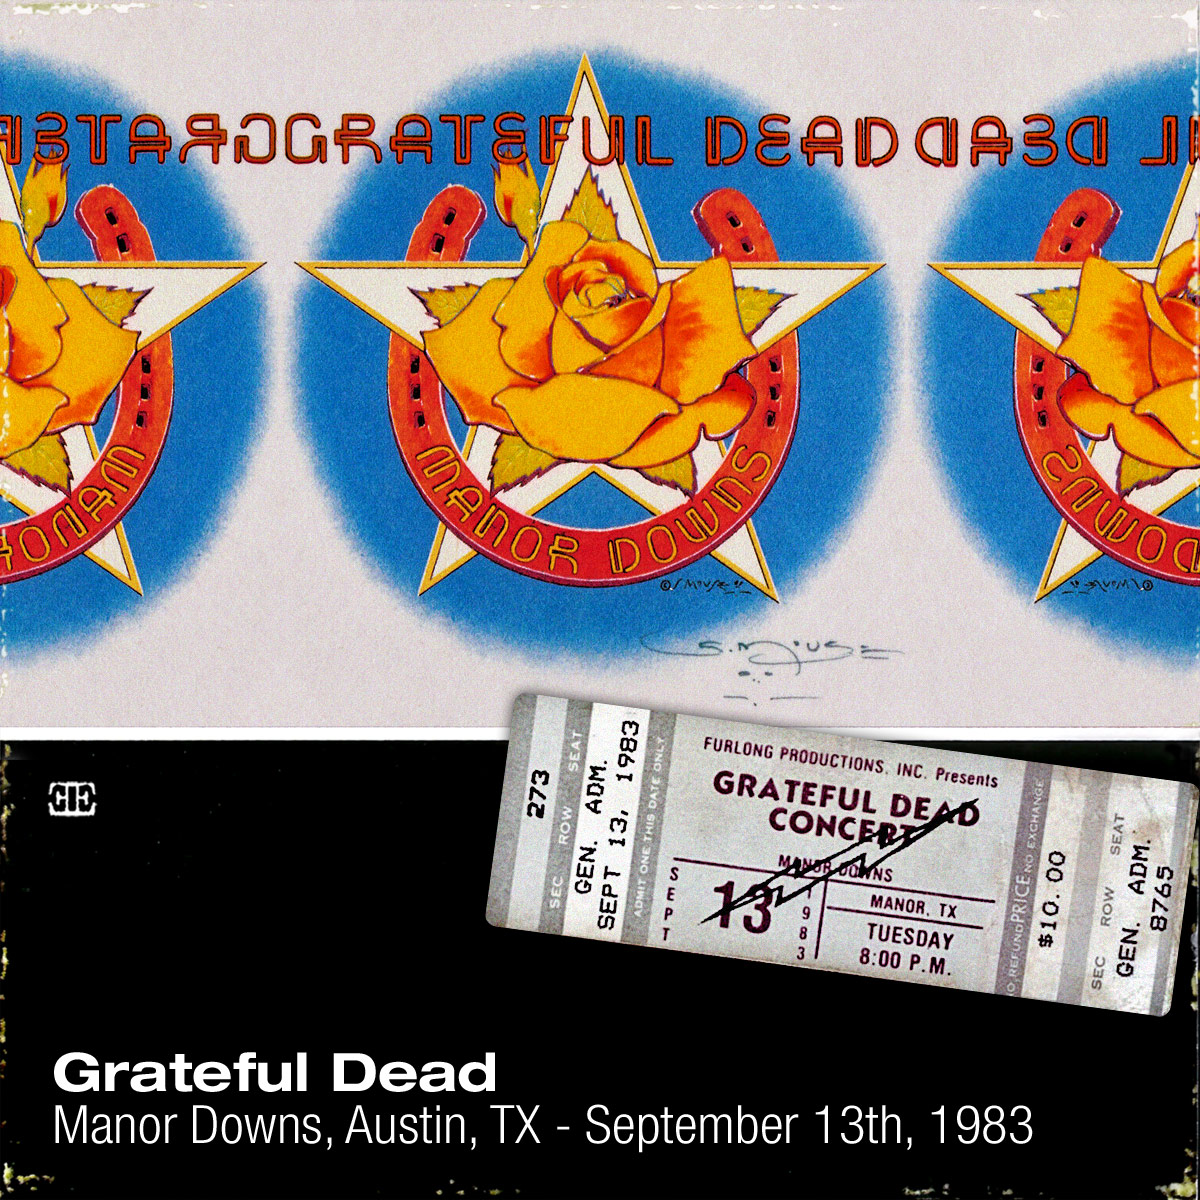 GRATEFUL DEAD
MANOR DOWNS
© MOUSE
S. MOUSE
273
SEC ROW SEAT
GEN. ADM.
SEPT 13, 1983
ADMIT ONE THIS DATE ONLY
FURLONG PRODUCTIONS, INC. Presents
GRATEFUL DEAD
CONCERT
MANOR DOWNS
SEPT 13 1983
MANOR, TX
TUESDAY
8:00 P.M.
NO REFUND PRICE NO EXCHANGE
$10.00
SEC ROW SEAT
GEN. ADM.
8765
Grateful Dead
Manor Downs, Austin, TX - September 13th, 1983